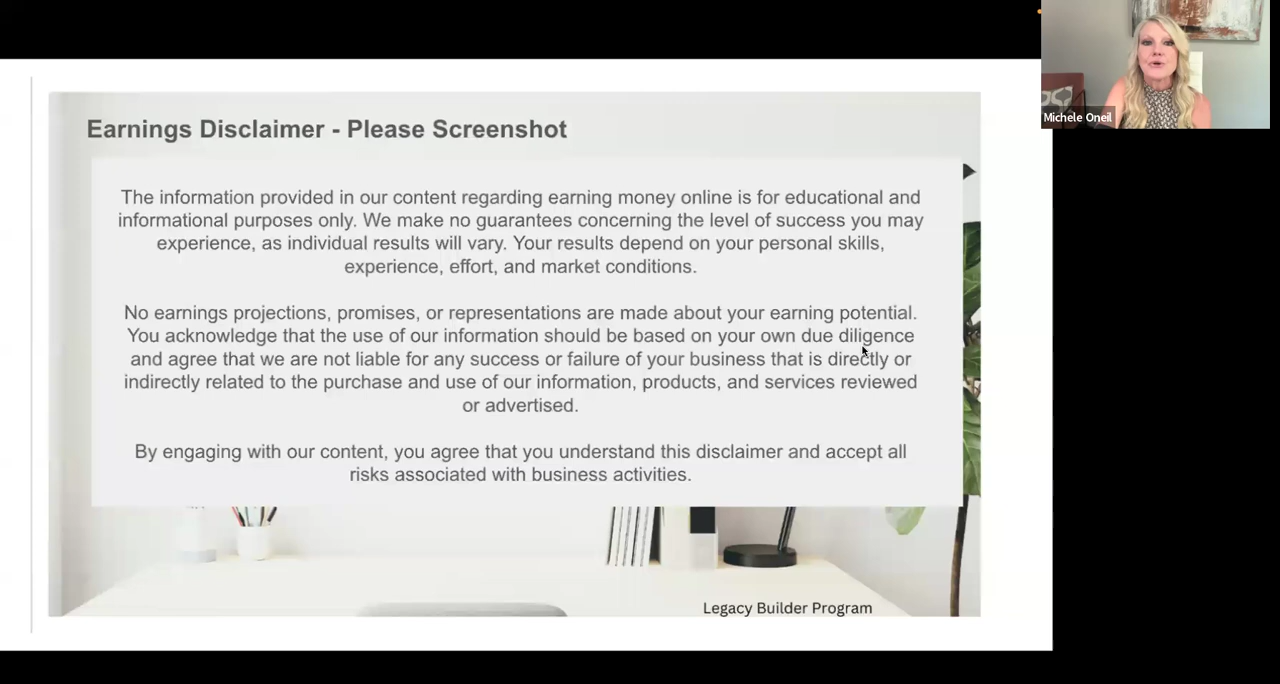 Earnings Disclaimer - Please Screenshot
The information provided in our content regarding earning money online is for educational and
informational purposes only. We make no guarantees concerning the level of success you may
experience, as individual results will vary. Your results depend on your personal skills,
experience, effort, and market conditions.
No earnings projections, promises, or representations are made about your earning potential.
You acknowledge that the use of our information should be based on your own due diligence
and agree that we are not liable for any success or failure of your business that is directly or
indirectly related to the purchase and use of our information, products, and services reviewed
or advertised.
By engaging with our content, you agree that you understand this disclaimer and accept all
risks associated with business activities.
Legacy Builder Program
Michele Oneil